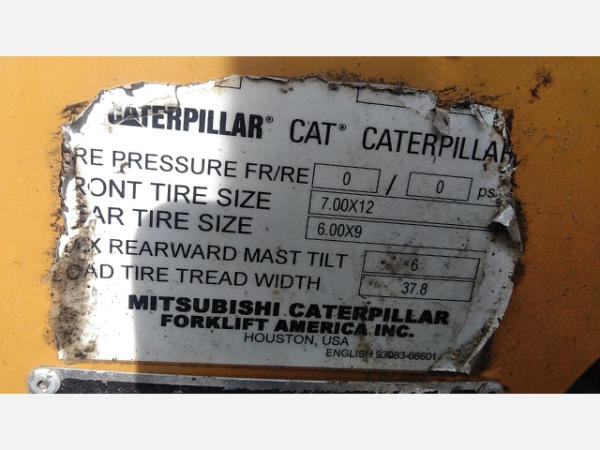 CATERPILLAR® CAT® CATERPILLAR
RE PRESSURE FR/RE 0 / 0 ps
RONT TIRE SIZE 7.00X12
AR TIRE SIZE 6.00X9
AX REARWARD MAST TILT 6
LOAD TIRE TREAD WIDTH 37.8
MITSUBISHI CATERPILLAR
FORKLIFT AMERICA INC.
HOUSTON, USA
ENGLISH 93083-08601